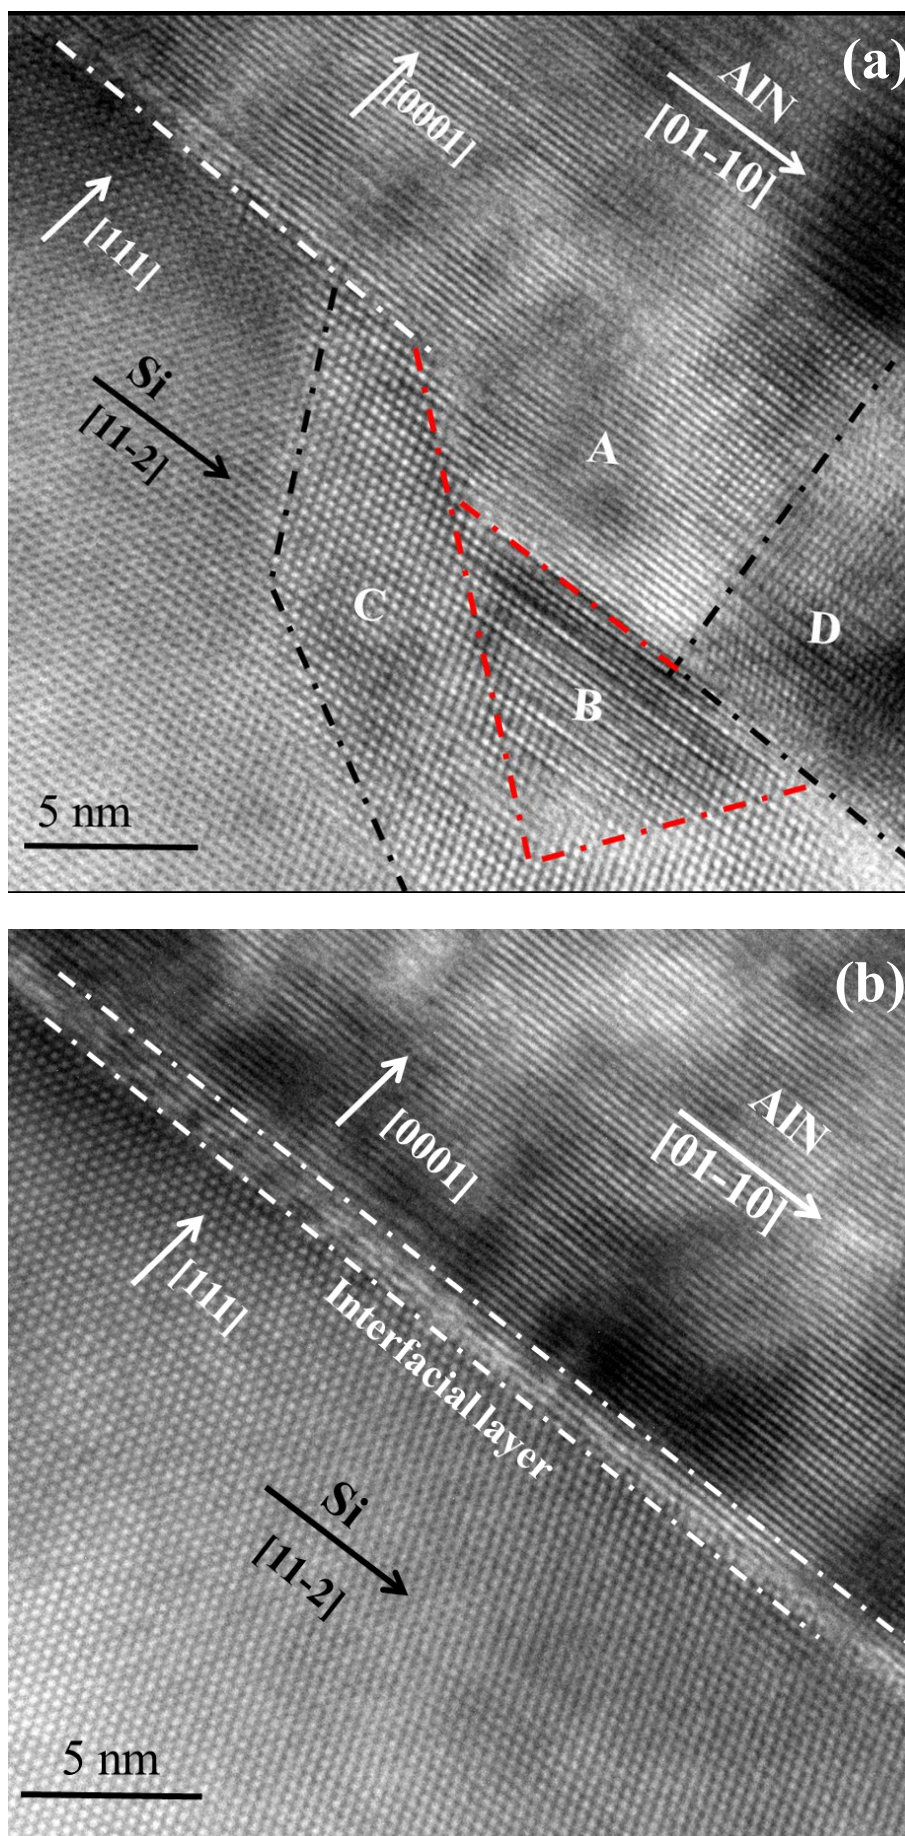 (a)
AlN
[0001]
[01-10]
[111]
Si
[11-2]
A
C
D
B
5 nm
(b)
AlN
[0001]
[01-10]
[111]
Interfacial layer
Si
[11-2]
5 nm